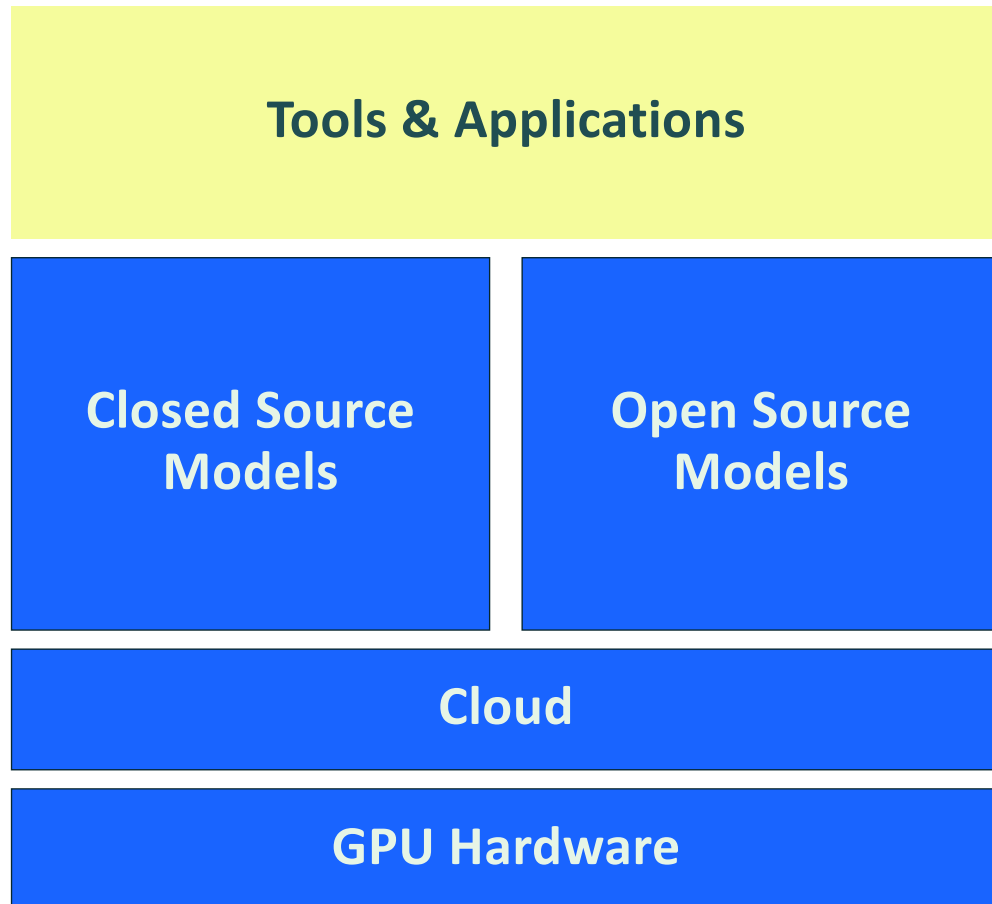 Tools & Applications
Closed Source
Models
Open Source
Models
Cloud
GPU Hardware